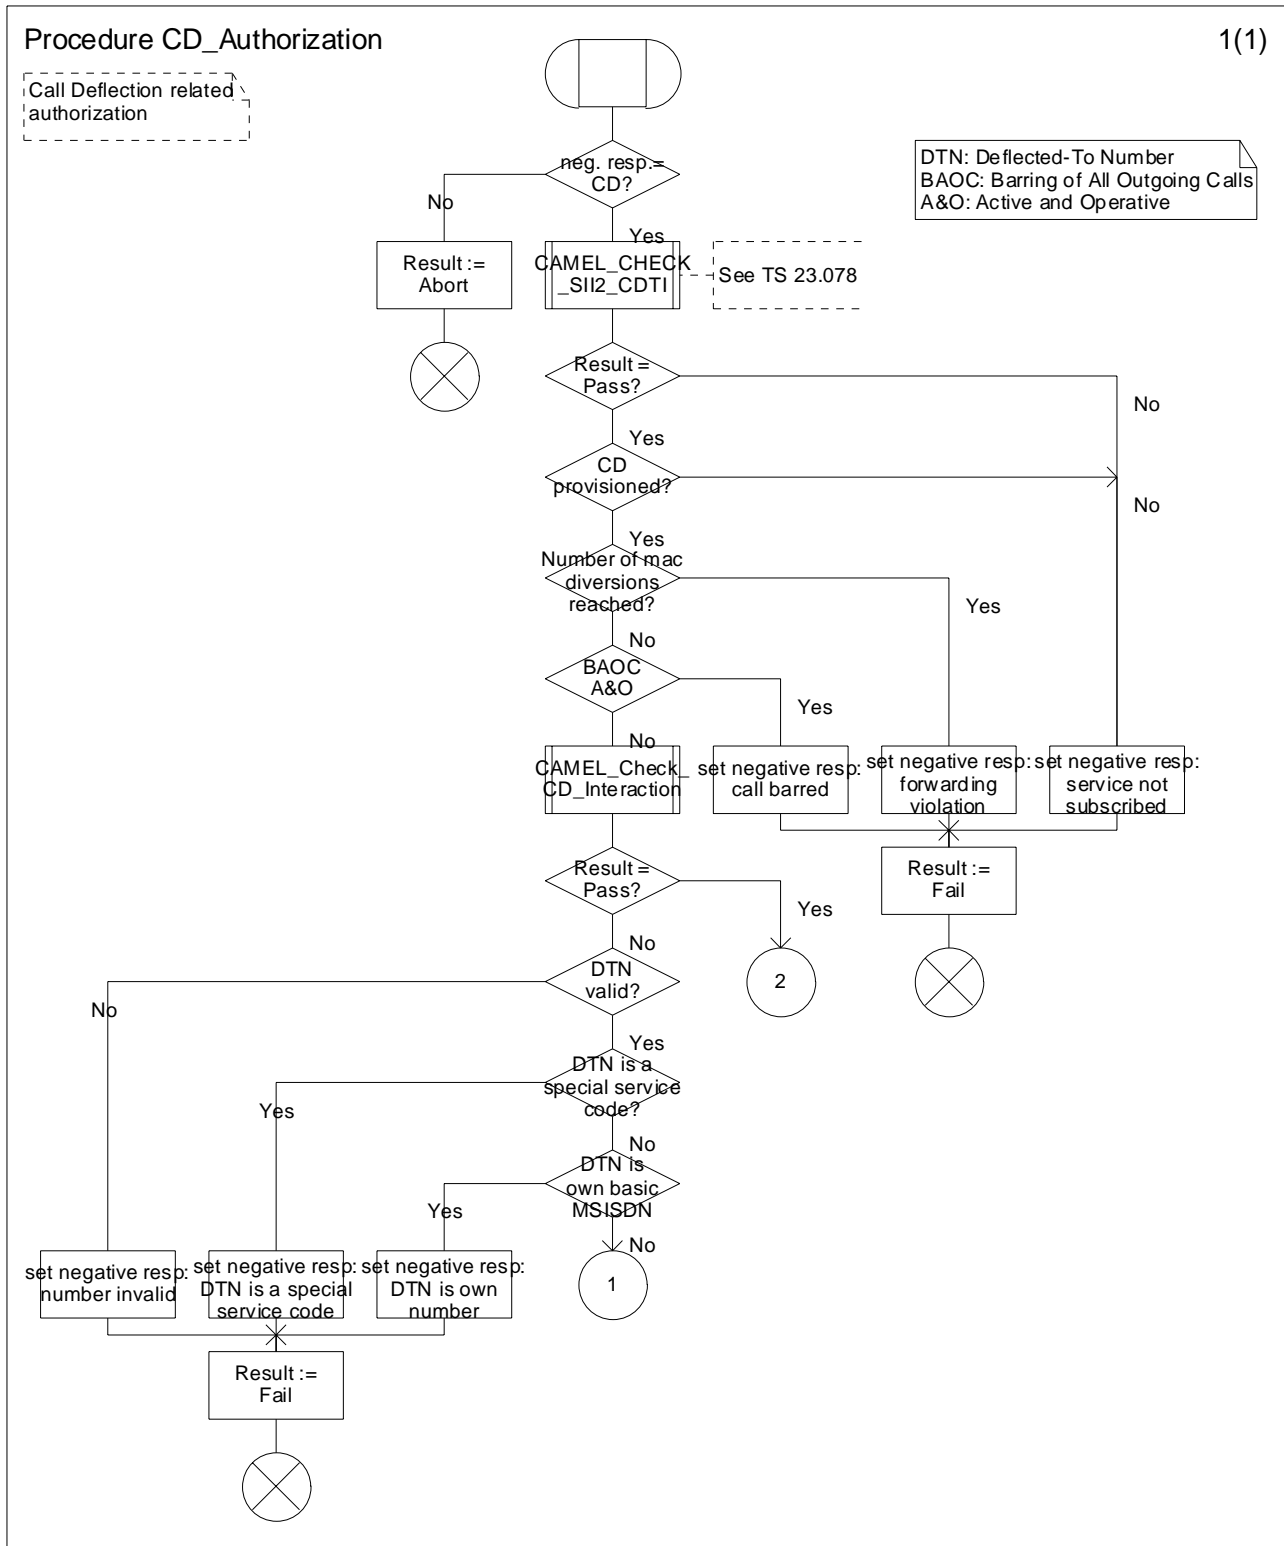 Procedure CD_Authorization
1(1)
Call Deflection related
authorization
DTN: Deflected-To Number
BAOC: Barring of All Outgoing Calls
A&O: Active and Operative
neg. resp.=
CD?
No
Yes
Result :=
Abort
CAMEL_CHECK
_SII2_CDTI
See TS 23.078
Result =
Pass?
No
Yes
CD
provisioned?
No
Yes
Number of mac
diversions
reached?
Yes
No
BAOC
A&O
Yes
No
CAMEL_Check_
CD_Interaction
set negative resp:
call barred
set negative resp:
forwarding
violation
set negative resp:
service not
subscribed
Result =
Pass?
Result :=
Fail
Yes
No
2
DTN
valid?
No
Yes
DTN is a
special service
code?
Yes
No
DTN is
own basic
MSISDN
Yes
No
1
set negative resp:
number invalid
set negative resp:
DTN is a special
service code
set negative resp:
DTN is own
number
Result :=
Fail